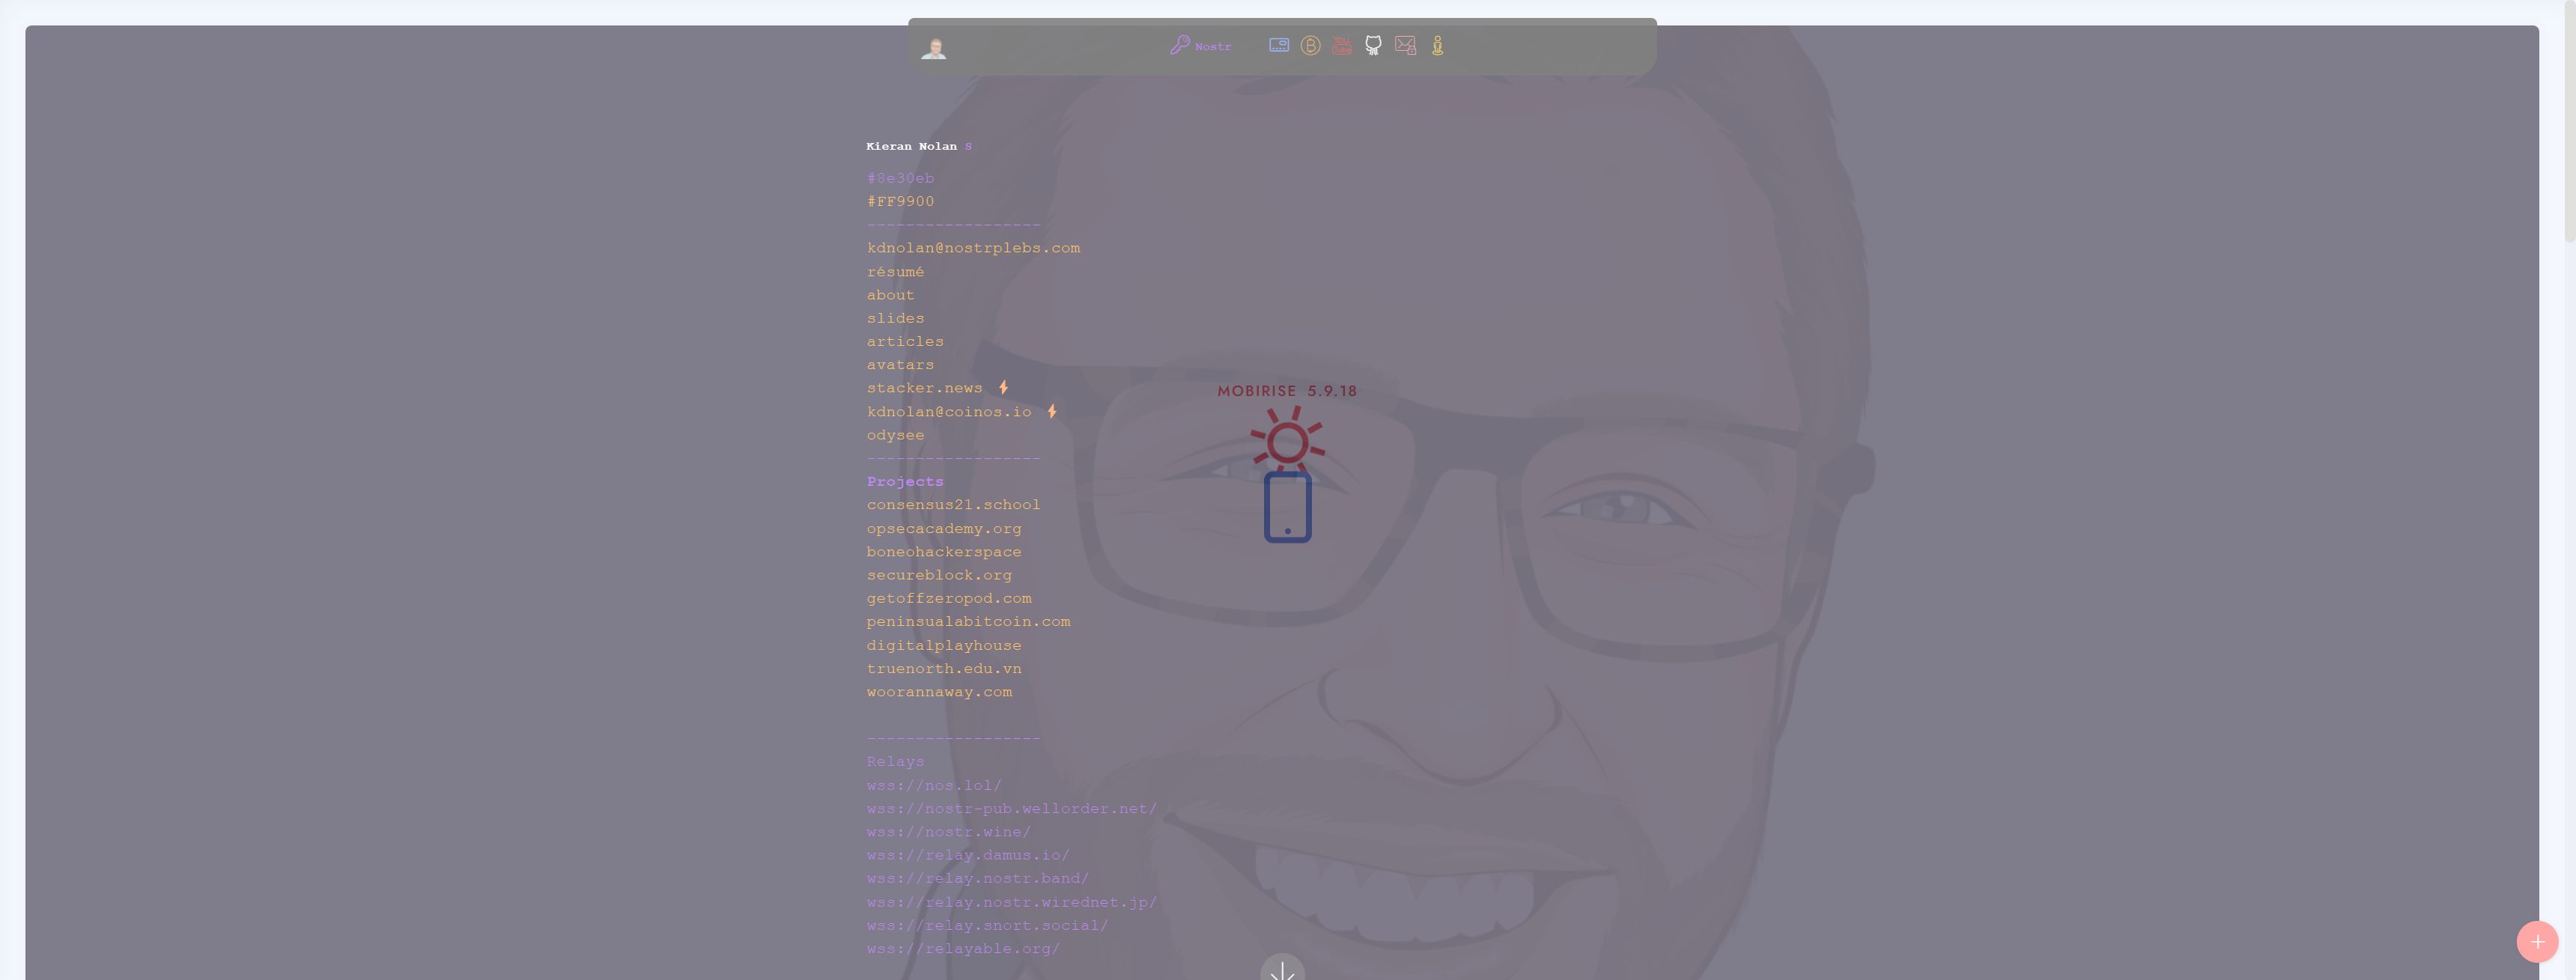 Nostr
Kieran Nolan S
#8e30eb
#FF9900
------------------
kdnolan@nostrplebs.com
résumé
about
slides
articles
avatars
stacker.news
kdnolan@coinos.io
odysee
------------------
MOBIRISE 5.9.18
Projects
consensus21.school
opsecacademy.org
boneohackerspace
secureblock.org
getoffzeropod.com
peninsualabitcoin.com
digitalplayhouse
truenorth.edu.vn
woorannaway.com
------------------
Relays
wss://nos.lol/
wss://nostr-pub.wellorder.net/
wss://nostr.wine/
wss://relay.damus.io/
wss://relay.nostr.band/
wss://relay.nostr.wirednet.jp/
wss://relay.snort.social/
wss://relayable.org/